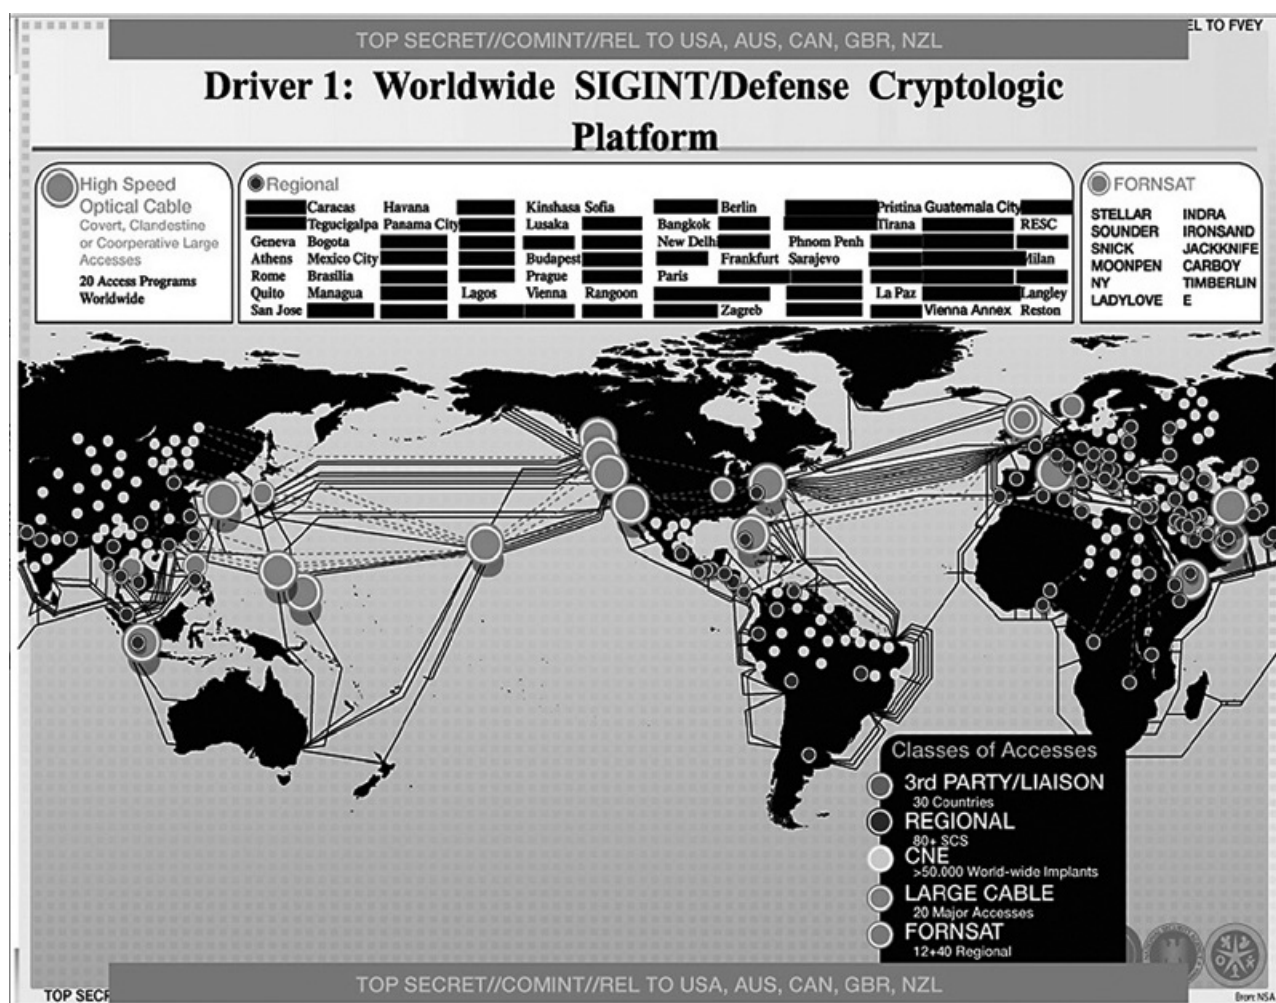 EL TO FVEY
TOP SECRET//COMINT//REL TO USA, AUS, CAN, GBR, NZL
Driver 1: Worldwide SIGINT/Defense Cryptologic
Platform
High Speed
Optical Cable
Covert, Clandestine
or Coorperative Large
Accesses
20 Access Programs
Worldwide
Regional
Caracas Havana Kinshasa Sofia Berlin Pristina Guatemala City
Tegucigalpa Panama City Lusaka Bangkok Tirana RESC
Geneva Bogota New Delhi Phnom Penh
Athens Mexico City Budapest Frankfurt Sarajevo Milan
Rome Brasilia Prague Paris
Quito Managua Lagos Vienna Rangoon La Paz Langley
San Jose Zagreb Vienna Annex Reston
FORNSAT
STELLAR INDRA
SOUNDER IRONSAND
SNICK JACKKNIFE
MOONPEN CARBOY
NY TIMBERLIN
LADYLOVE E
Classes of Accesses
3rd PARTY/LIAISON
30 Countries
REGIONAL
80+ SCS
CNE
>50.000 World-wide Implants
LARGE CABLE
20 Major Accesses
FORNSAT
12+40 Regional
TOP SECRET//COMINT//REL TO USA, AUS, CAN, GBR, NZL
TOP SECR
Bron: NSA